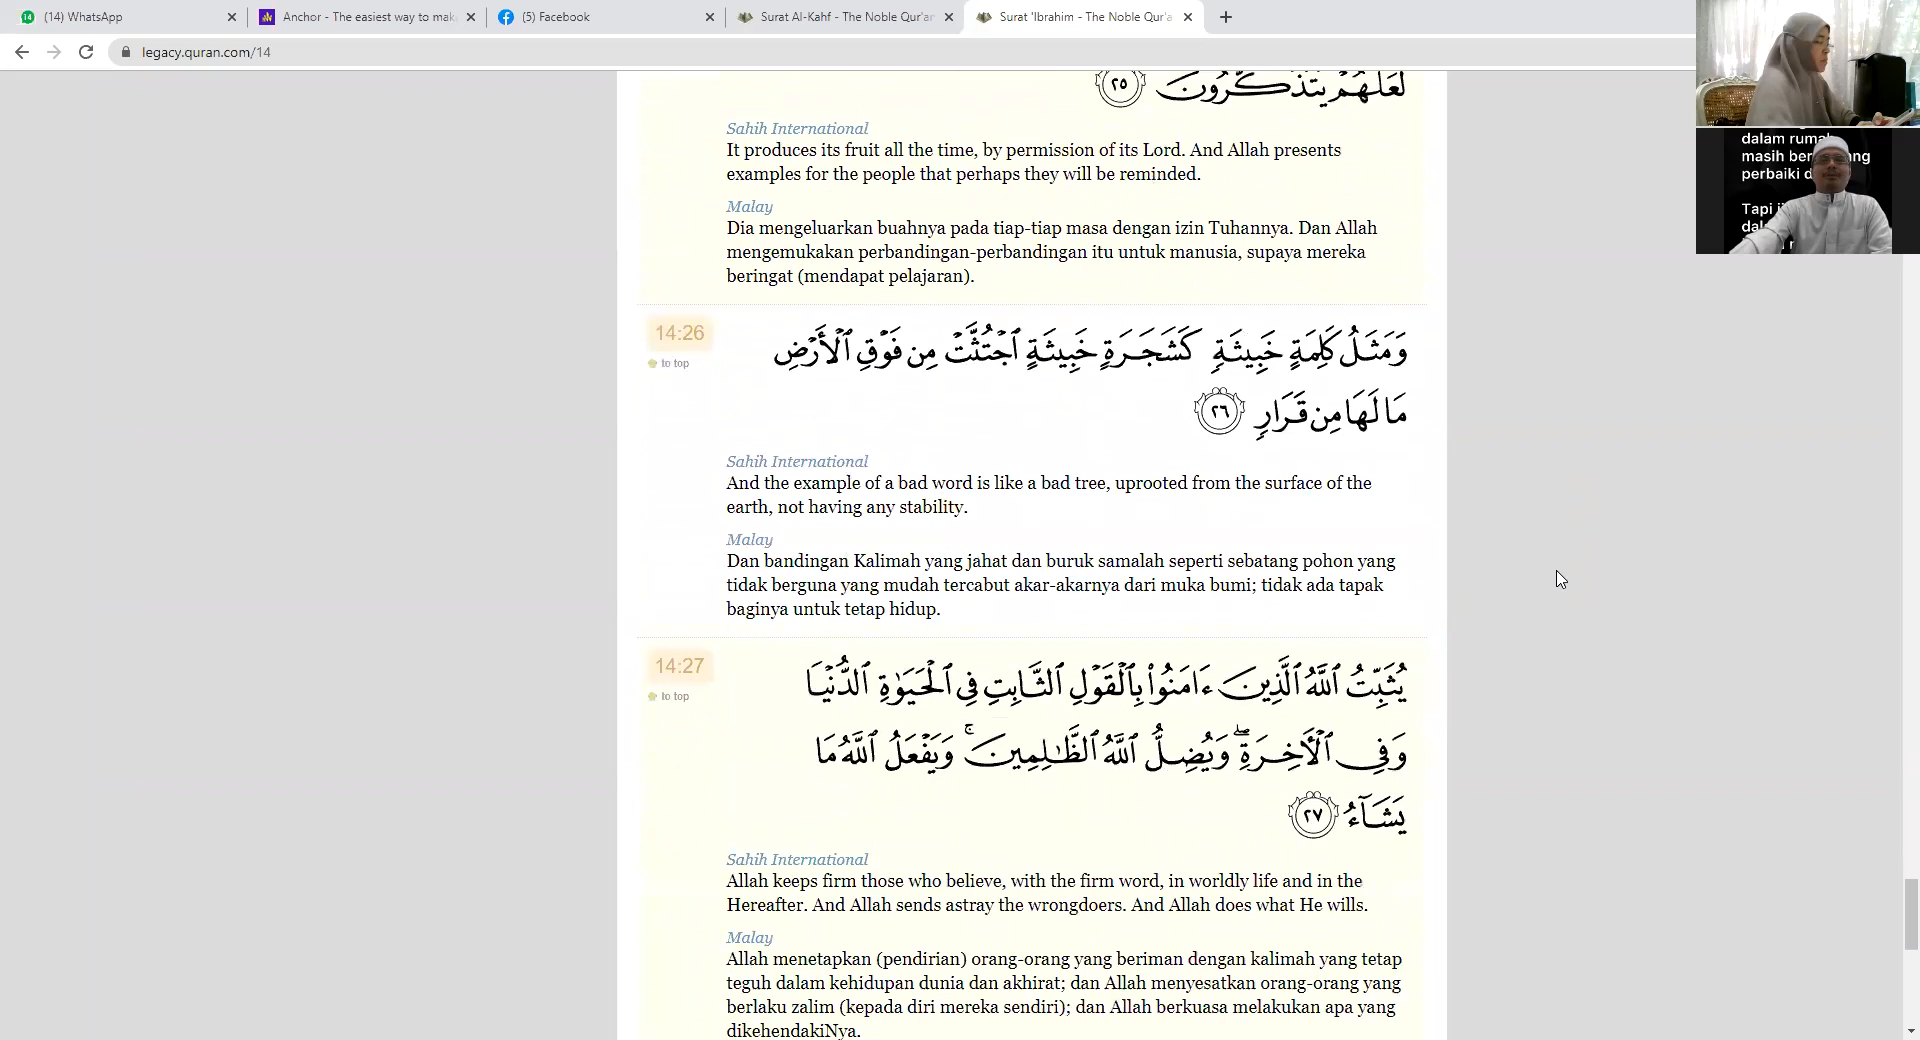 (14) WhatsApp
Anchor - The easiest way to mak
(5) Facebook
Surat Al-Kahf - The Noble Qur'an
Surat 'Ibrahim - The Noble Qur'a
legacy.quran.com/14
لَعَلَّهُمْ يَتَذَكَّرُونَ ٢٥
Sahih International
It produces its fruit all the time, by permission of its Lord. And Allah presents
examples for the people that perhaps they will be reminded.
Malay
Dia mengeluarkan buahnya pada tiap-tiap masa dengan izin Tuhannya. Dan Allah
mengemukakan perbandingan-perbandingan itu untuk manusia, supaya mereka
beringat (mendapat pelajaran).
14:26
to top
وَمَثَلُ كَلِمَةٍ خَبِيثَةٍ كَشَجَرَةٍ خَبِيثَةٍ ٱجْتُثَّتْ مِن فَوْقِ ٱلْأَرْضِ
مَا لَهَا مِن قَرَارٍ ٢٦
Sahih International
And the example of a bad word is like a bad tree, uprooted from the surface of the
earth, not having any stability.
Malay
Dan bandingan Kalimah yang jahat dan buruk samalah seperti sebatang pohon yang
tidak berguna yang mudah tercabut akar-akarnya dari muka bumi; tidak ada tapak
baginya untuk tetap hidup.
14:27
to top
يُثَبِّتُ ٱللَّهُ ٱلَّذِينَ ءَامَنُوا۟ بِٱلْقَوْلِ ٱلثَّابِتِ فِى ٱلْحَيَوٰةِ ٱلدُّنْيَا
وَفِى ٱلْءَاخِرَةِ ۖ وَيُضِلُّ ٱللَّهُ ٱلظَّٰلِمِينَ ۚ وَيَفْعَلُ ٱللَّهُ مَا
يَشَآءُ ٢٧
Sahih International
Allah keeps firm those who believe, with the firm word, in worldly life and in the
Hereafter. And Allah sends astray the wrongdoers. And Allah does what He wills.
Malay
Allah menetapkan (pendirian) orang-orang yang beriman dengan kalimah yang tetap
teguh dalam kehidupan dunia dan akhirat; dan Allah menyesatkan orang-orang yang
berlaku zalim (kepada diri mereka sendiri); dan Allah berkuasa melakukan apa yang
dikehendakiNya.
dalam
masih
perbaiki
Tapi